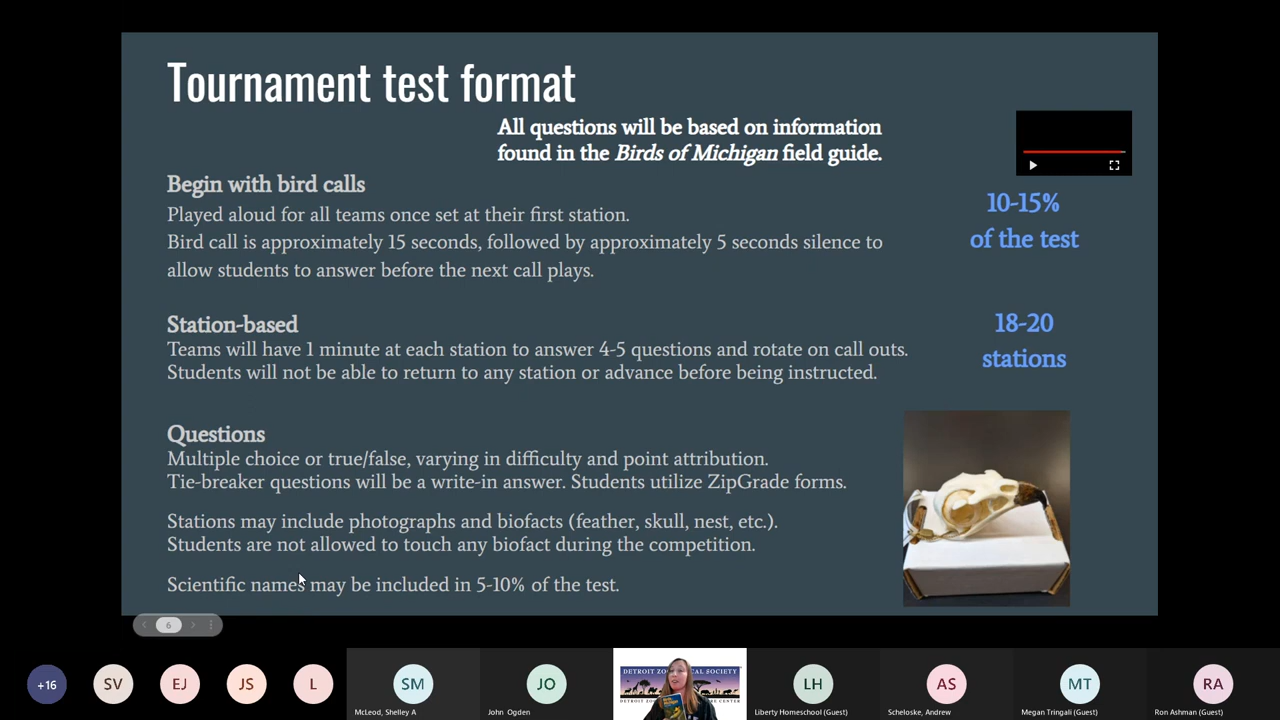 Tournament test format
All questions will be based on information
found in the Birds of Michigan field guide.
Begin with bird calls
Played aloud for all teams once set at their first station.
Bird call is approximately 15 seconds, followed by approximately 5 seconds silence to
allow students to answer before the next call plays.
10-15%
of the test
Station-based
Teams will have 1 minute at each station to answer 4-5 questions and rotate on call outs.
Students will not be able to return to any station or advance before being instructed.
18-20
stations
Questions
Multiple choice or true/false, varying in difficulty and point attribution.
Tie-breaker questions will be a write-in answer. Students utilize ZipGrade forms.
Stations may include photographs and biofacts (feather, skull, nest, etc.).
Students are not allowed to touch any biofact during the competition.
Scientific names may be included in 5-10% of the test.
6
+16
SV
EJ
JS
L
SM
McLeod, Shelley A
JO
John Ogden
DETROIT ZOOLOGICAL SOCIETY
LH
Liberty Homeschool (Guest)
AS
Scheloske, Andrew
MT
Megan Tringali (Guest)
RA
Ron Ashman (Guest)